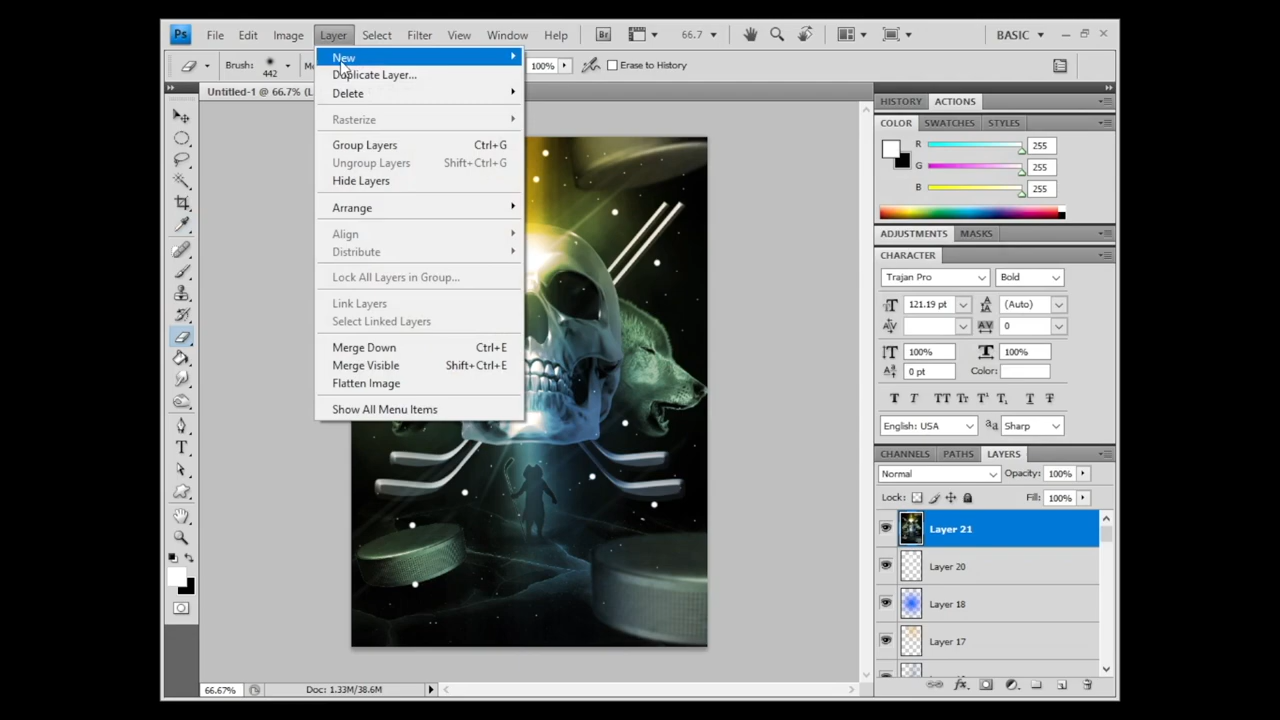 Ps File Edit Image Layer Select Filter View Window Help Br 66.7 BASIC
Brush: 442 100% Erase to History
Untitled-1 @ 66.7% (L
New
Duplicate Layer...
Delete
Rasterize
Group Layers Ctrl+G
Ungroup Layers Shift+Ctrl+G
Hide Layers
Arrange
Align
Distribute
Lock All Layers in Group...
Link Layers
Select Linked Layers
Merge Down Ctrl+E
Merge Visible Shift+Ctrl+E
Flatten Image
Show All Menu Items
HISTORY ACTIONS
COLOR SWATCHES STYLES
R 255
G 255
B 255
ADJUSTMENTS MASKS
CHARACTER
Trajan Pro Bold
121.19 pt (Auto)
0
100% 100%
0 pt Color:
T T TT Tr T¹ T₁ T T
English: USA aa Sharp
CHANNELS PATHS LAYERS
Normal Opacity: 100%
Lock: Fill: 100%
Layer 21
Layer 20
Layer 18
Layer 17
66.67% Doc: 1.33M/38.6M